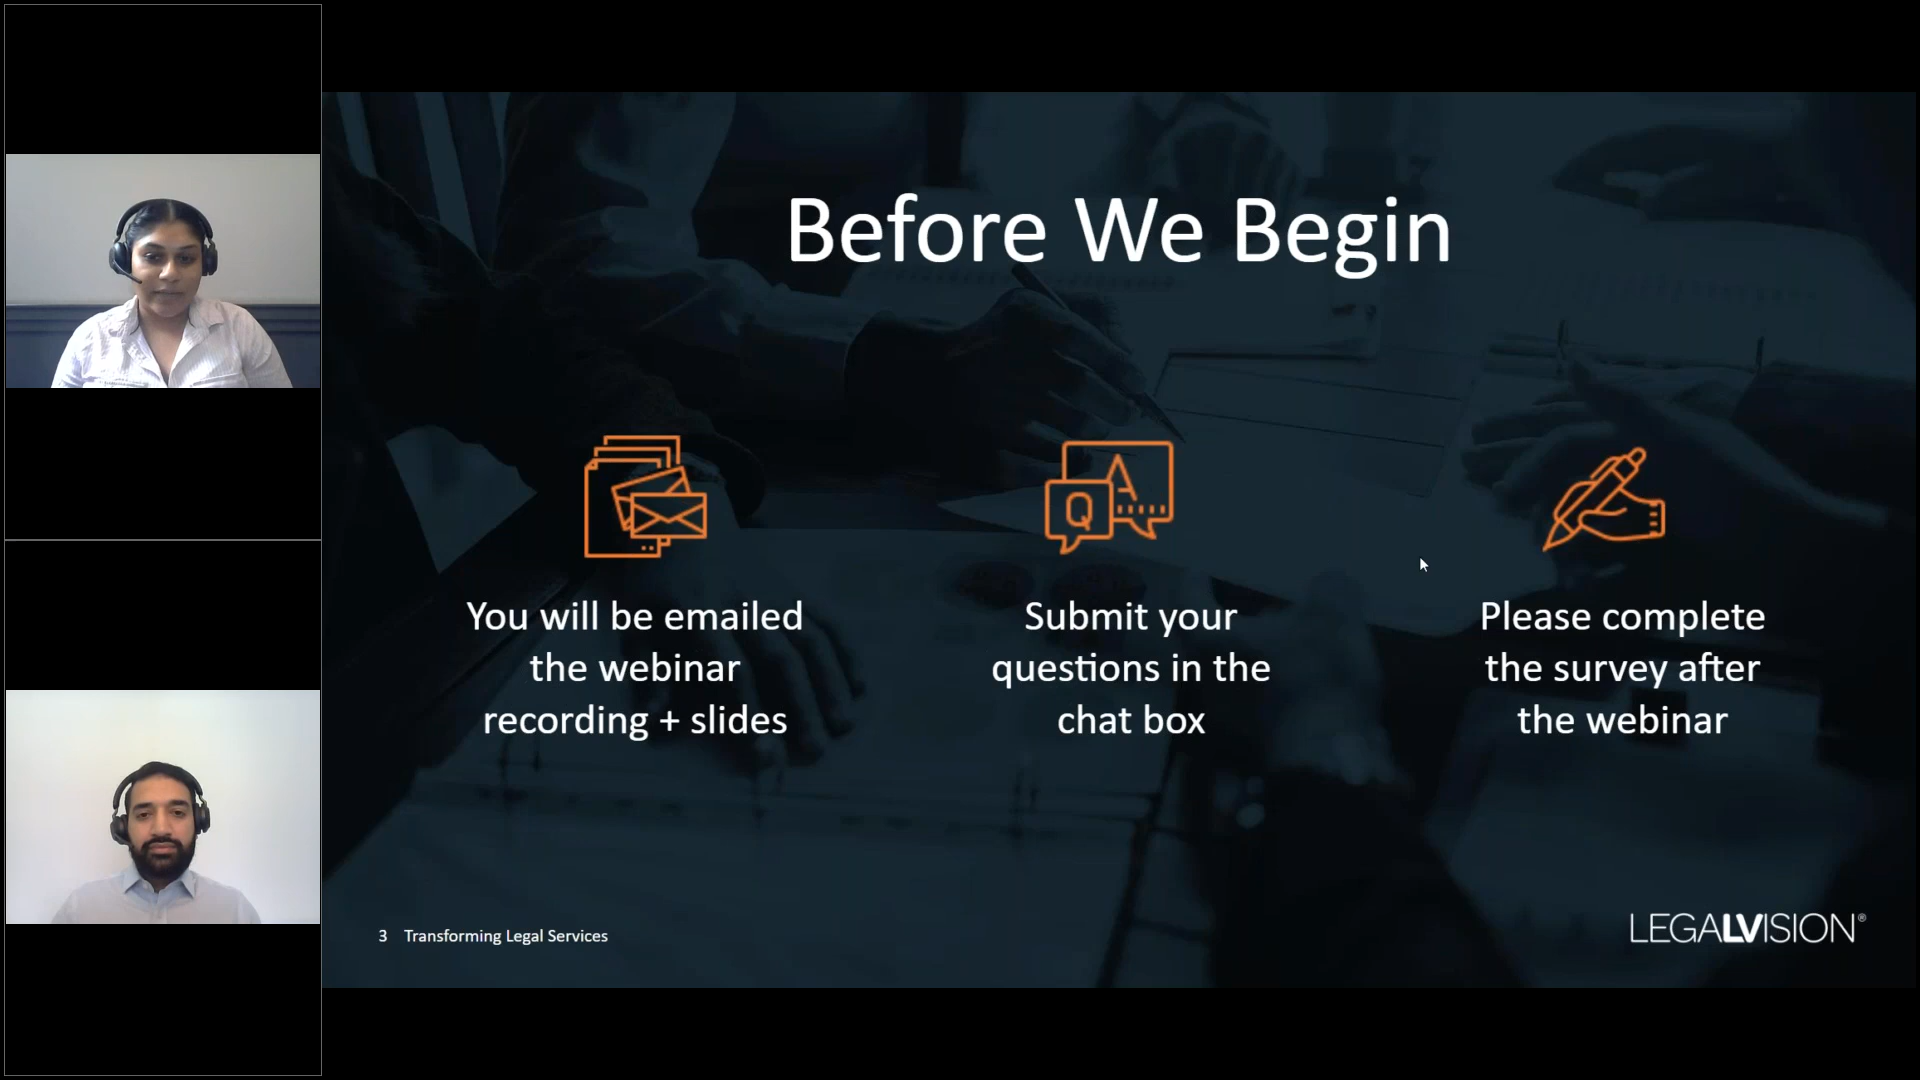 Before We Begin
Q
A
You will be emailed
the webinar
recording + slides
Submit your
questions in the
chat box
Please complete
the survey after
the webinar
3 Transforming Legal Services
LEGALVISION®